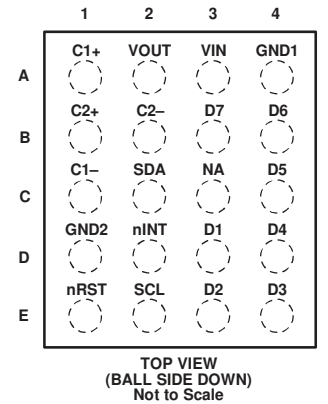 1 2 3 4
C1+ VOUT VIN GND1
A
C2+ C2– D7 D6
B
C1– SDA NA D5
C
GND2 nINT D1 D4
D
nRST SCL D2 D3
E
TOP VIEW
(BALL SIDE DOWN)
Not to Scale